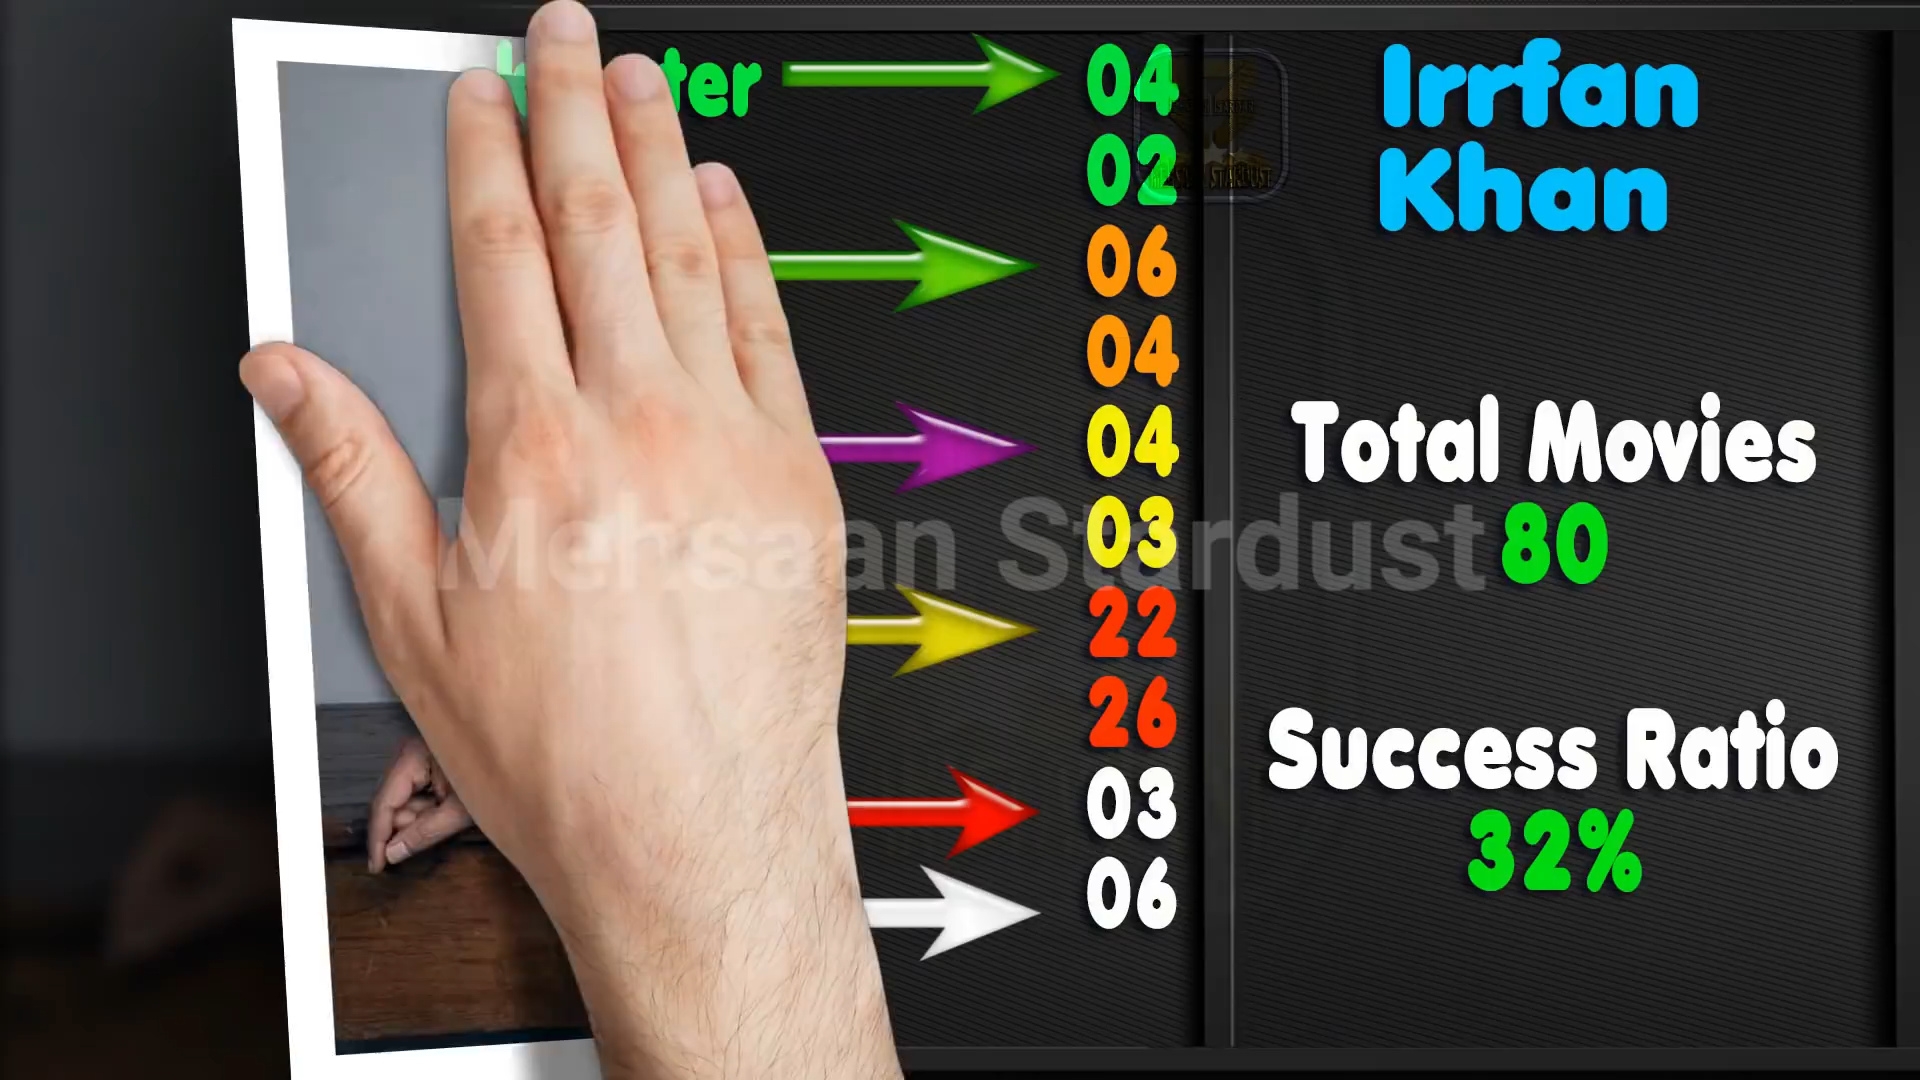 04
02
06
04
04
03
22
26
03
06
Irrfan
Khan
Total Movies
80
Success Ratio
32%
Mehsaan Stardust